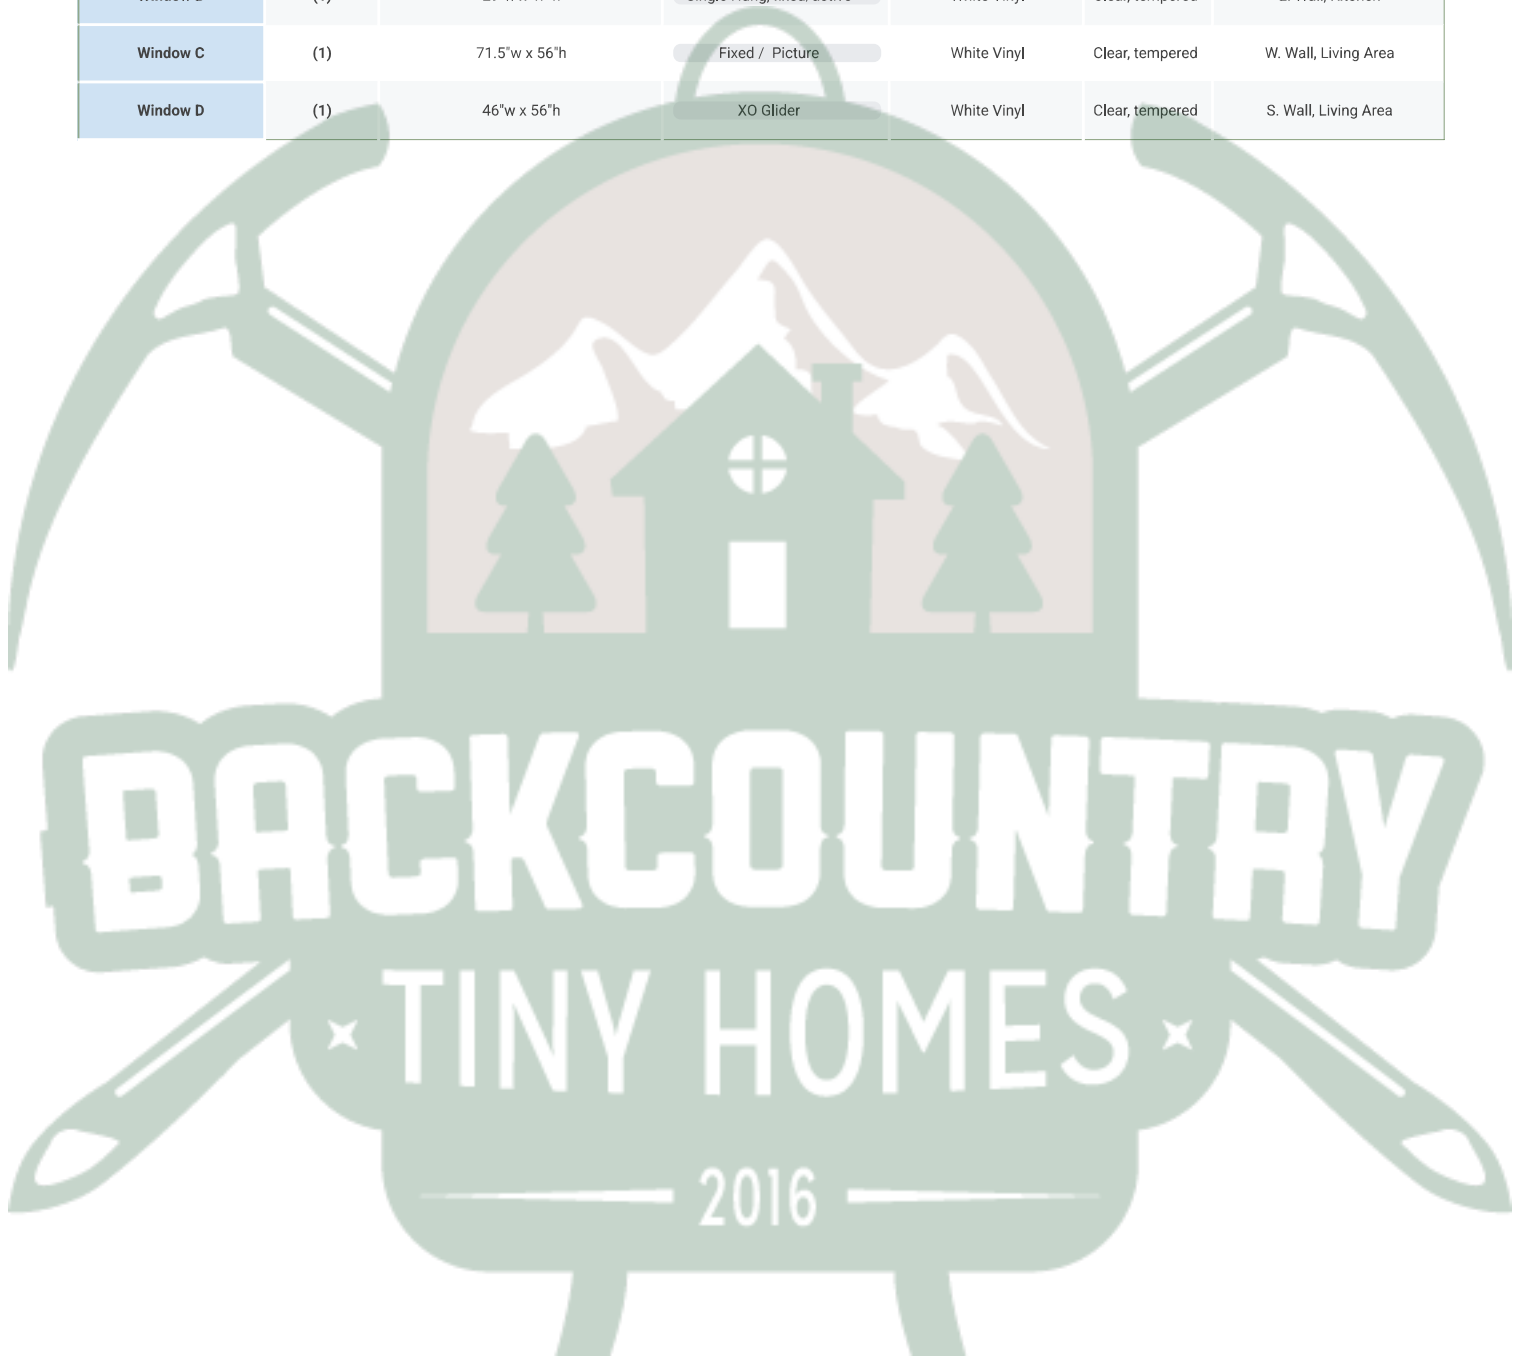 Window C (1) 71.5"w x 56"h Fixed / Picture White Vinyl Clear, tempered W. Wall, Living Area
Window D (1) 46"w x 56"h XO Glider White Vinyl Clear, tempered S. Wall, Living Area
BACKCOUNTRY
TINY HOMES
2016